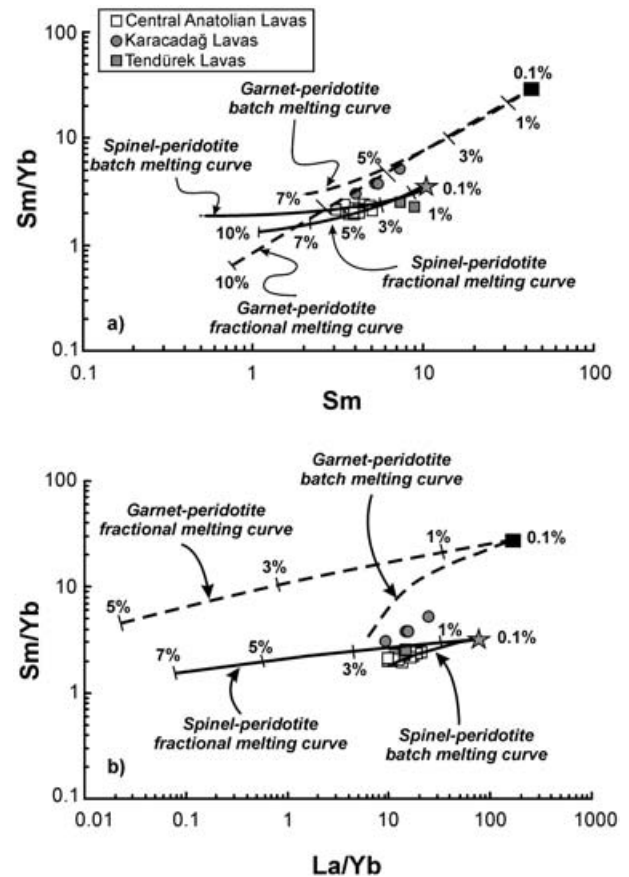 Central Anatolian Lavas
Karacadağ Lavas
Tendürek Lavas
100
10
1
0.1
Sm/Yb
Garnet-peridotite
batch melting curve
Spinel-peridotite
batch melting curve
0.1%
1%
3%
5%
7%
10%
0.1%
1%
3%
5%
7%
10%
Spinel-peridotite
fractional melting curve
Garnet-peridotite
fractional melting curve
a)
0.1
1
10
100
Sm
100
10
1
0.1
Sm/Yb
Garnet-peridotite
batch melting curve
Garnet-peridotite
fractional melting curve
5%
3%
1%
0.1%
7%
5%
3%
1%
0.1%
Spinel-peridotite
fractional melting curve
Spinel-peridotite
batch melting curve
b)
0.01
0.1
1
10
100
1000
La/Yb